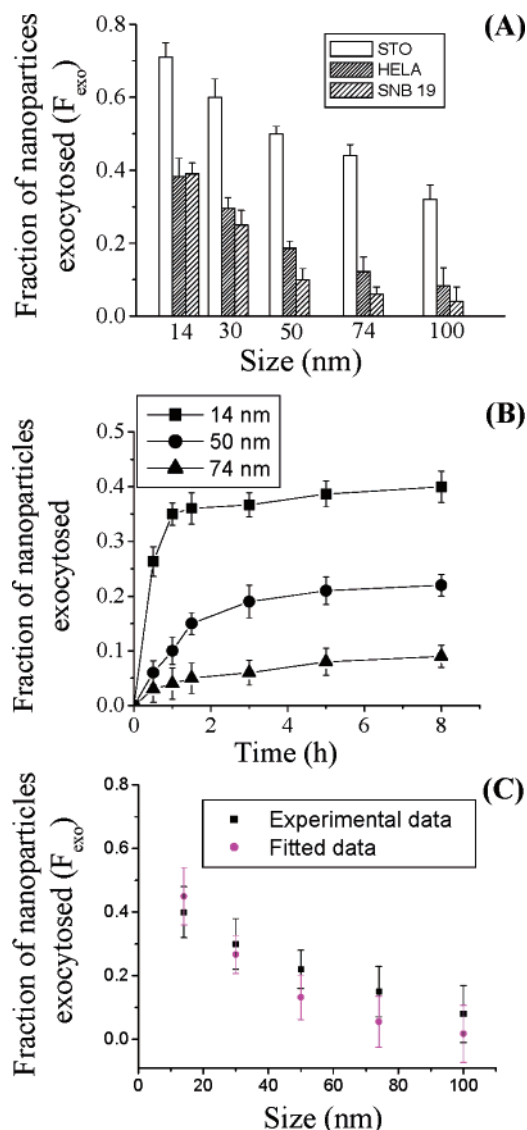 (A)
Fraction of nanopartices
exocytosed (F_exo)
0.8
0.6
0.4
0.2
0.0
STO
HELA
SNB 19
14 30 50 74 100
Size (nm)
(B)
Fraction of nanoparticles
exocytosed
14 nm
50 nm
74 nm
0.5
0.4
0.3
0.2
0.1
0.0
0 2 4 6 8
Time (h)
(C)
Fraction of nanoparticles
exocytosed (F_exo)
0.8
0.6
0.4
0.2
0.0
Experimental data
Fitted data
0 20 40 60 80 100
Size (nm)